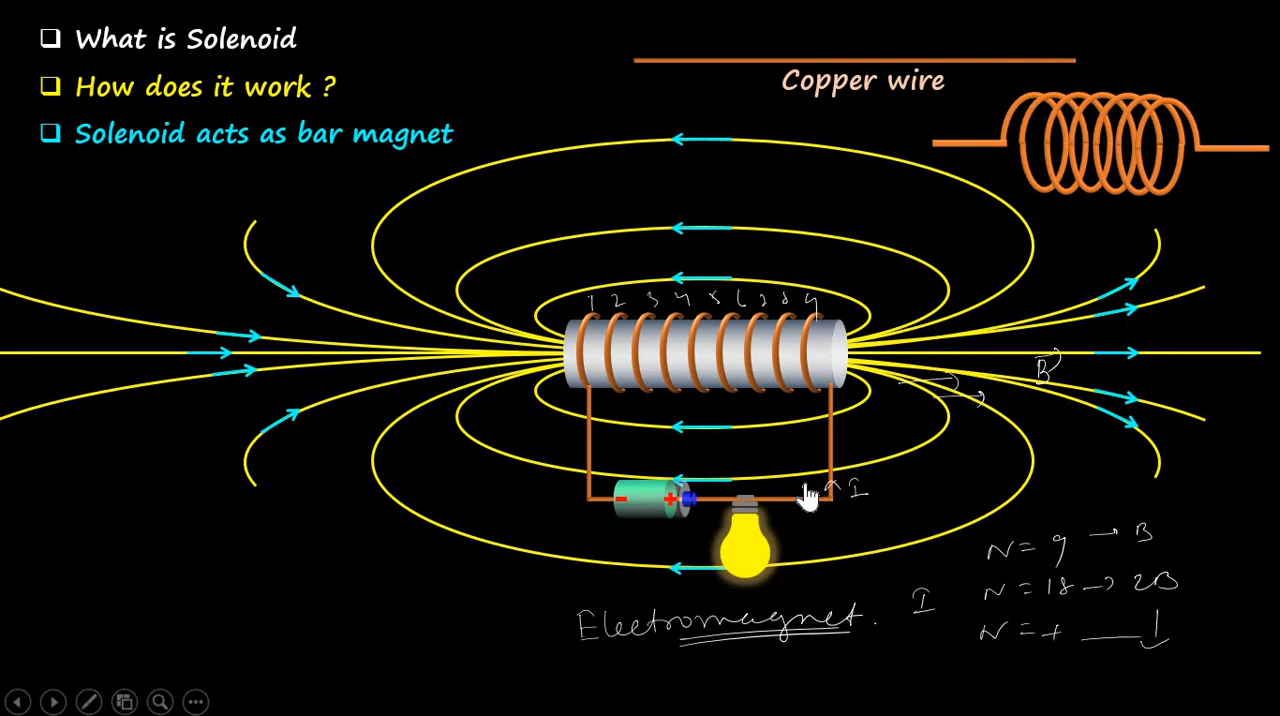 What is Solenoid
How does it work ?
Solenoid acts as bar magnet
Copper wire
1 2 3 4 5 6 7 8 9
B
- +
I
N = 9 → B
N = 18 → 2B
I
Electromagnet.